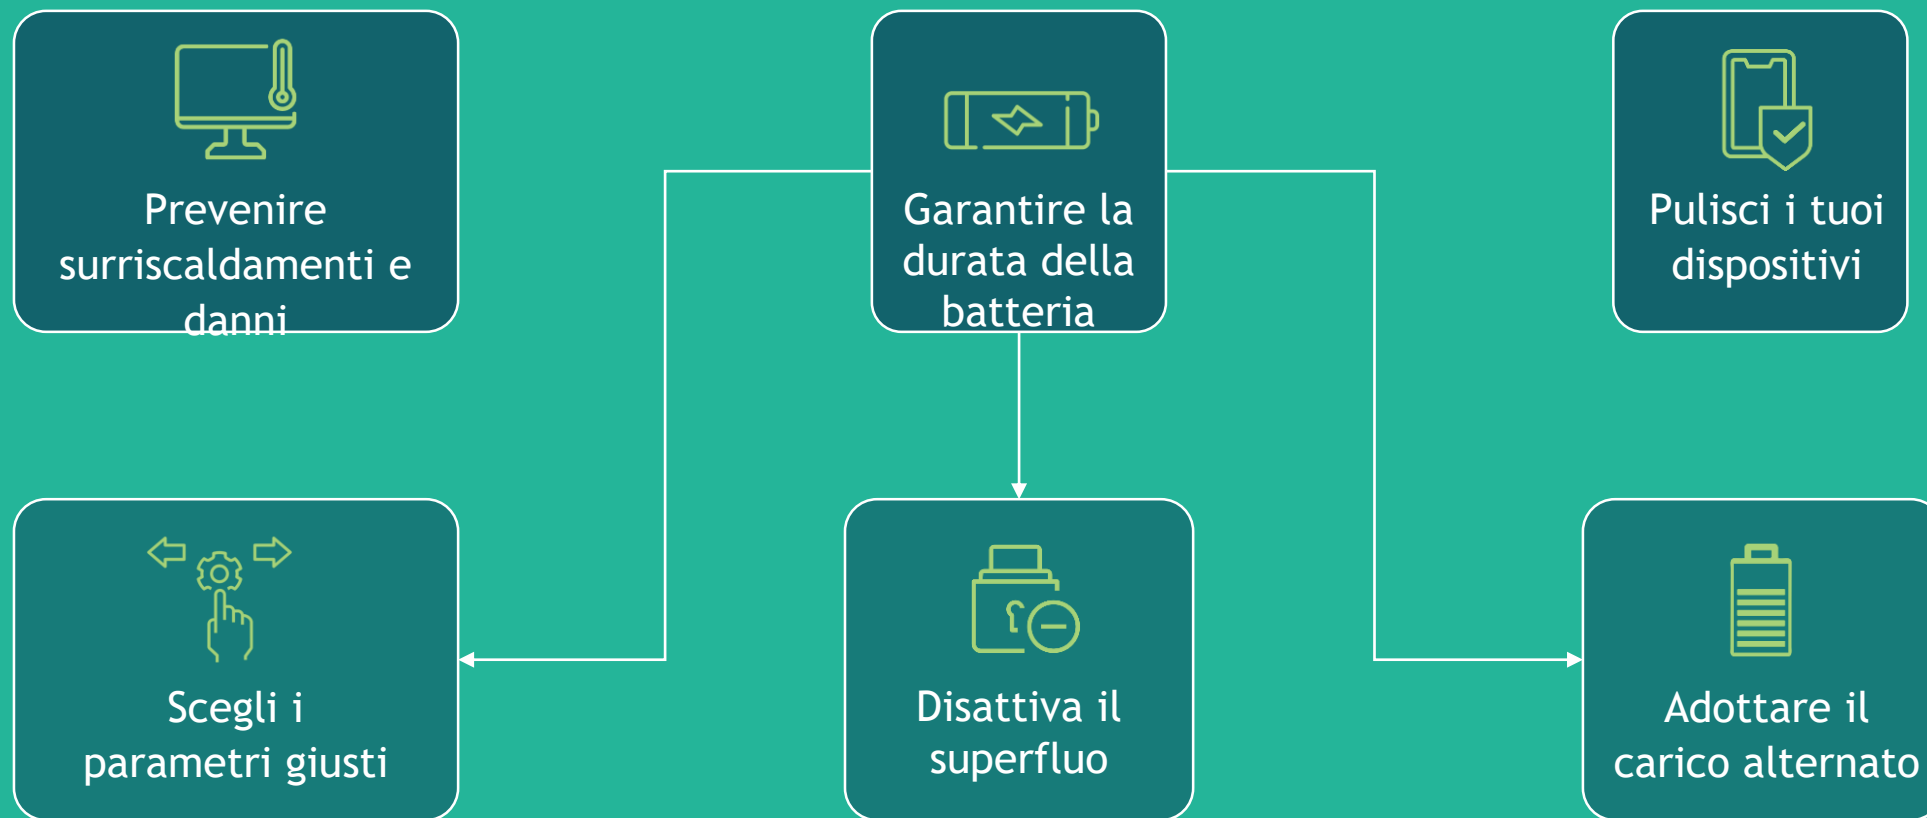 Prevenire
surriscaldamenti e
danni
Garantire la
durata della
batteria
Pulisci i tuoi
dispositivi
Scegli i
parametri giusti
Disattiva il
superfluo
Adottare il
carico alternato